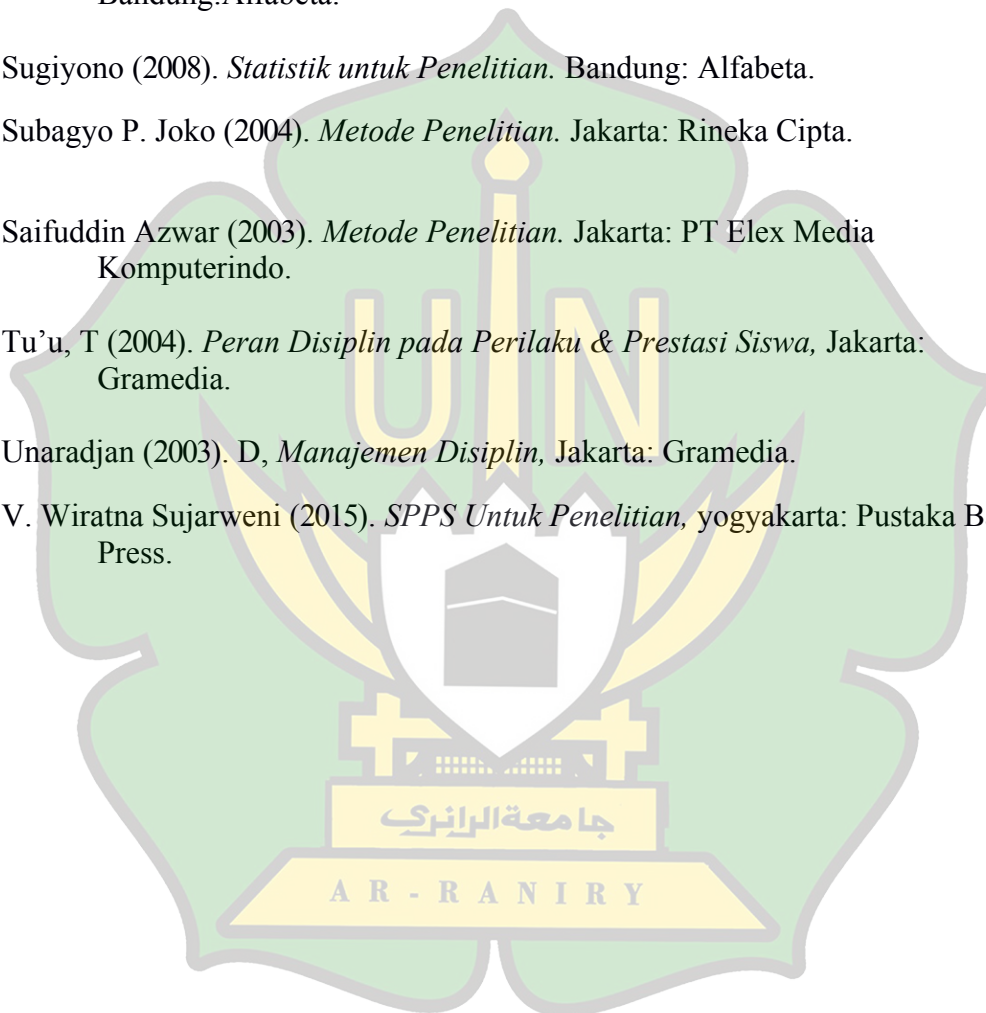 Bandung:Alfabeta.
Sugiyono (2008). Statistik untuk Penelitian. Bandung: Alfabeta.
Subagyo P. Joko (2004). Metode Penelitian. Jakarta: Rineka Cipta.
Saifuddin Azwar (2003). Metode Penelitian. Jakarta: PT Elex Media
Komputerindo.
Tu’u, T (2004). Peran Disiplin pada Perilaku & Prestasi Siswa, Jakarta:
Gramedia.
Unaradjan (2003). D, Manajemen Disiplin, Jakarta: Gramedia.
V. Wiratna Sujarweni (2015). SPPS Untuk Penelitian, yogyakarta: Pustaka B
Press.
UIN
جامعة الرانري
AR-RANIRY